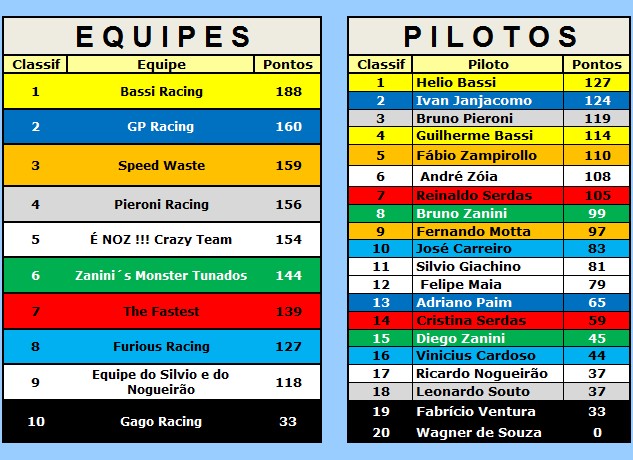 EQUIPES
Classif Equipe Pontos
1 Bassi Racing 188
2 GP Racing 160
3 Speed Waste 159
4 Pieroni Racing 156
5 É NOZ !!! Crazy Team 154
6 Zanini´s Monster Tunados 144
7 The Fastest 139
8 Furious Racing 127
9 Equipe do Silvio e do
Nogueirão 118
10 Gago Racing 33
PILOTOS
Classif Piloto Pontos
1 Helio Bassi 127
2 Ivan Janjacomo 124
3 Bruno Pieroni 119
4 Guilherme Bassi 114
5 Fábio Zampirollo 110
6 André Zóia 108
7 Reinaldo Serdas 105
8 Bruno Zanini 99
9 Fernando Motta 97
10 José Carreiro 83
11 Silvio Giachino 81
12 Felipe Maia 79
13 Adriano Paim 65
14 Cristina Serdas 59
15 Diego Zanini 45
16 Vinicius Cardoso 44
17 Ricardo Nogueirão 37
18 Leonardo Souto 37
19 Fabrício Ventura 33
20 Wagner de Souza 0